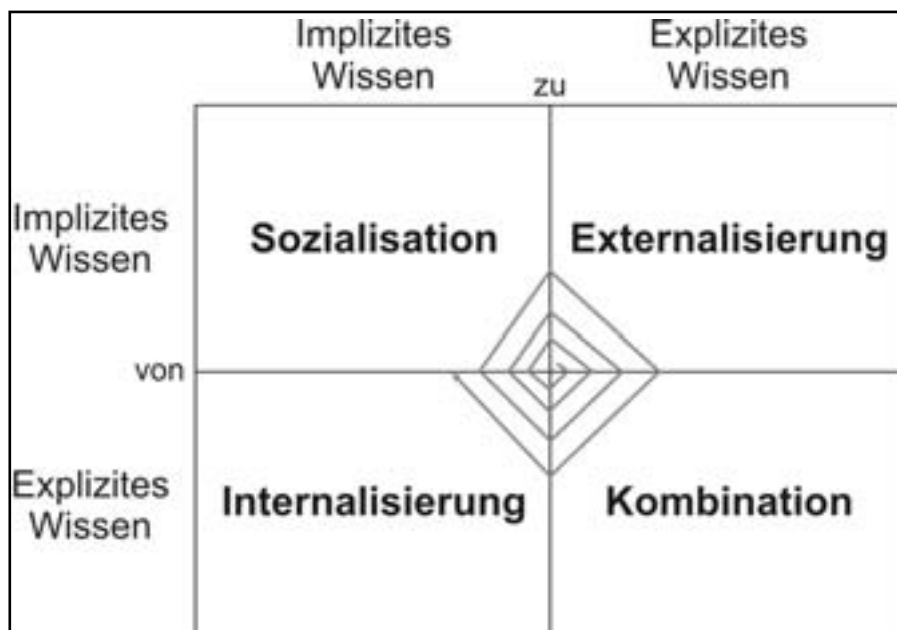 Implizites
Wissen
Explizites
Wissen
zu
Implizites
Wissen
Sozialisation
Externalisierung
von
Explizites
Wissen
Internalisierung
Kombination